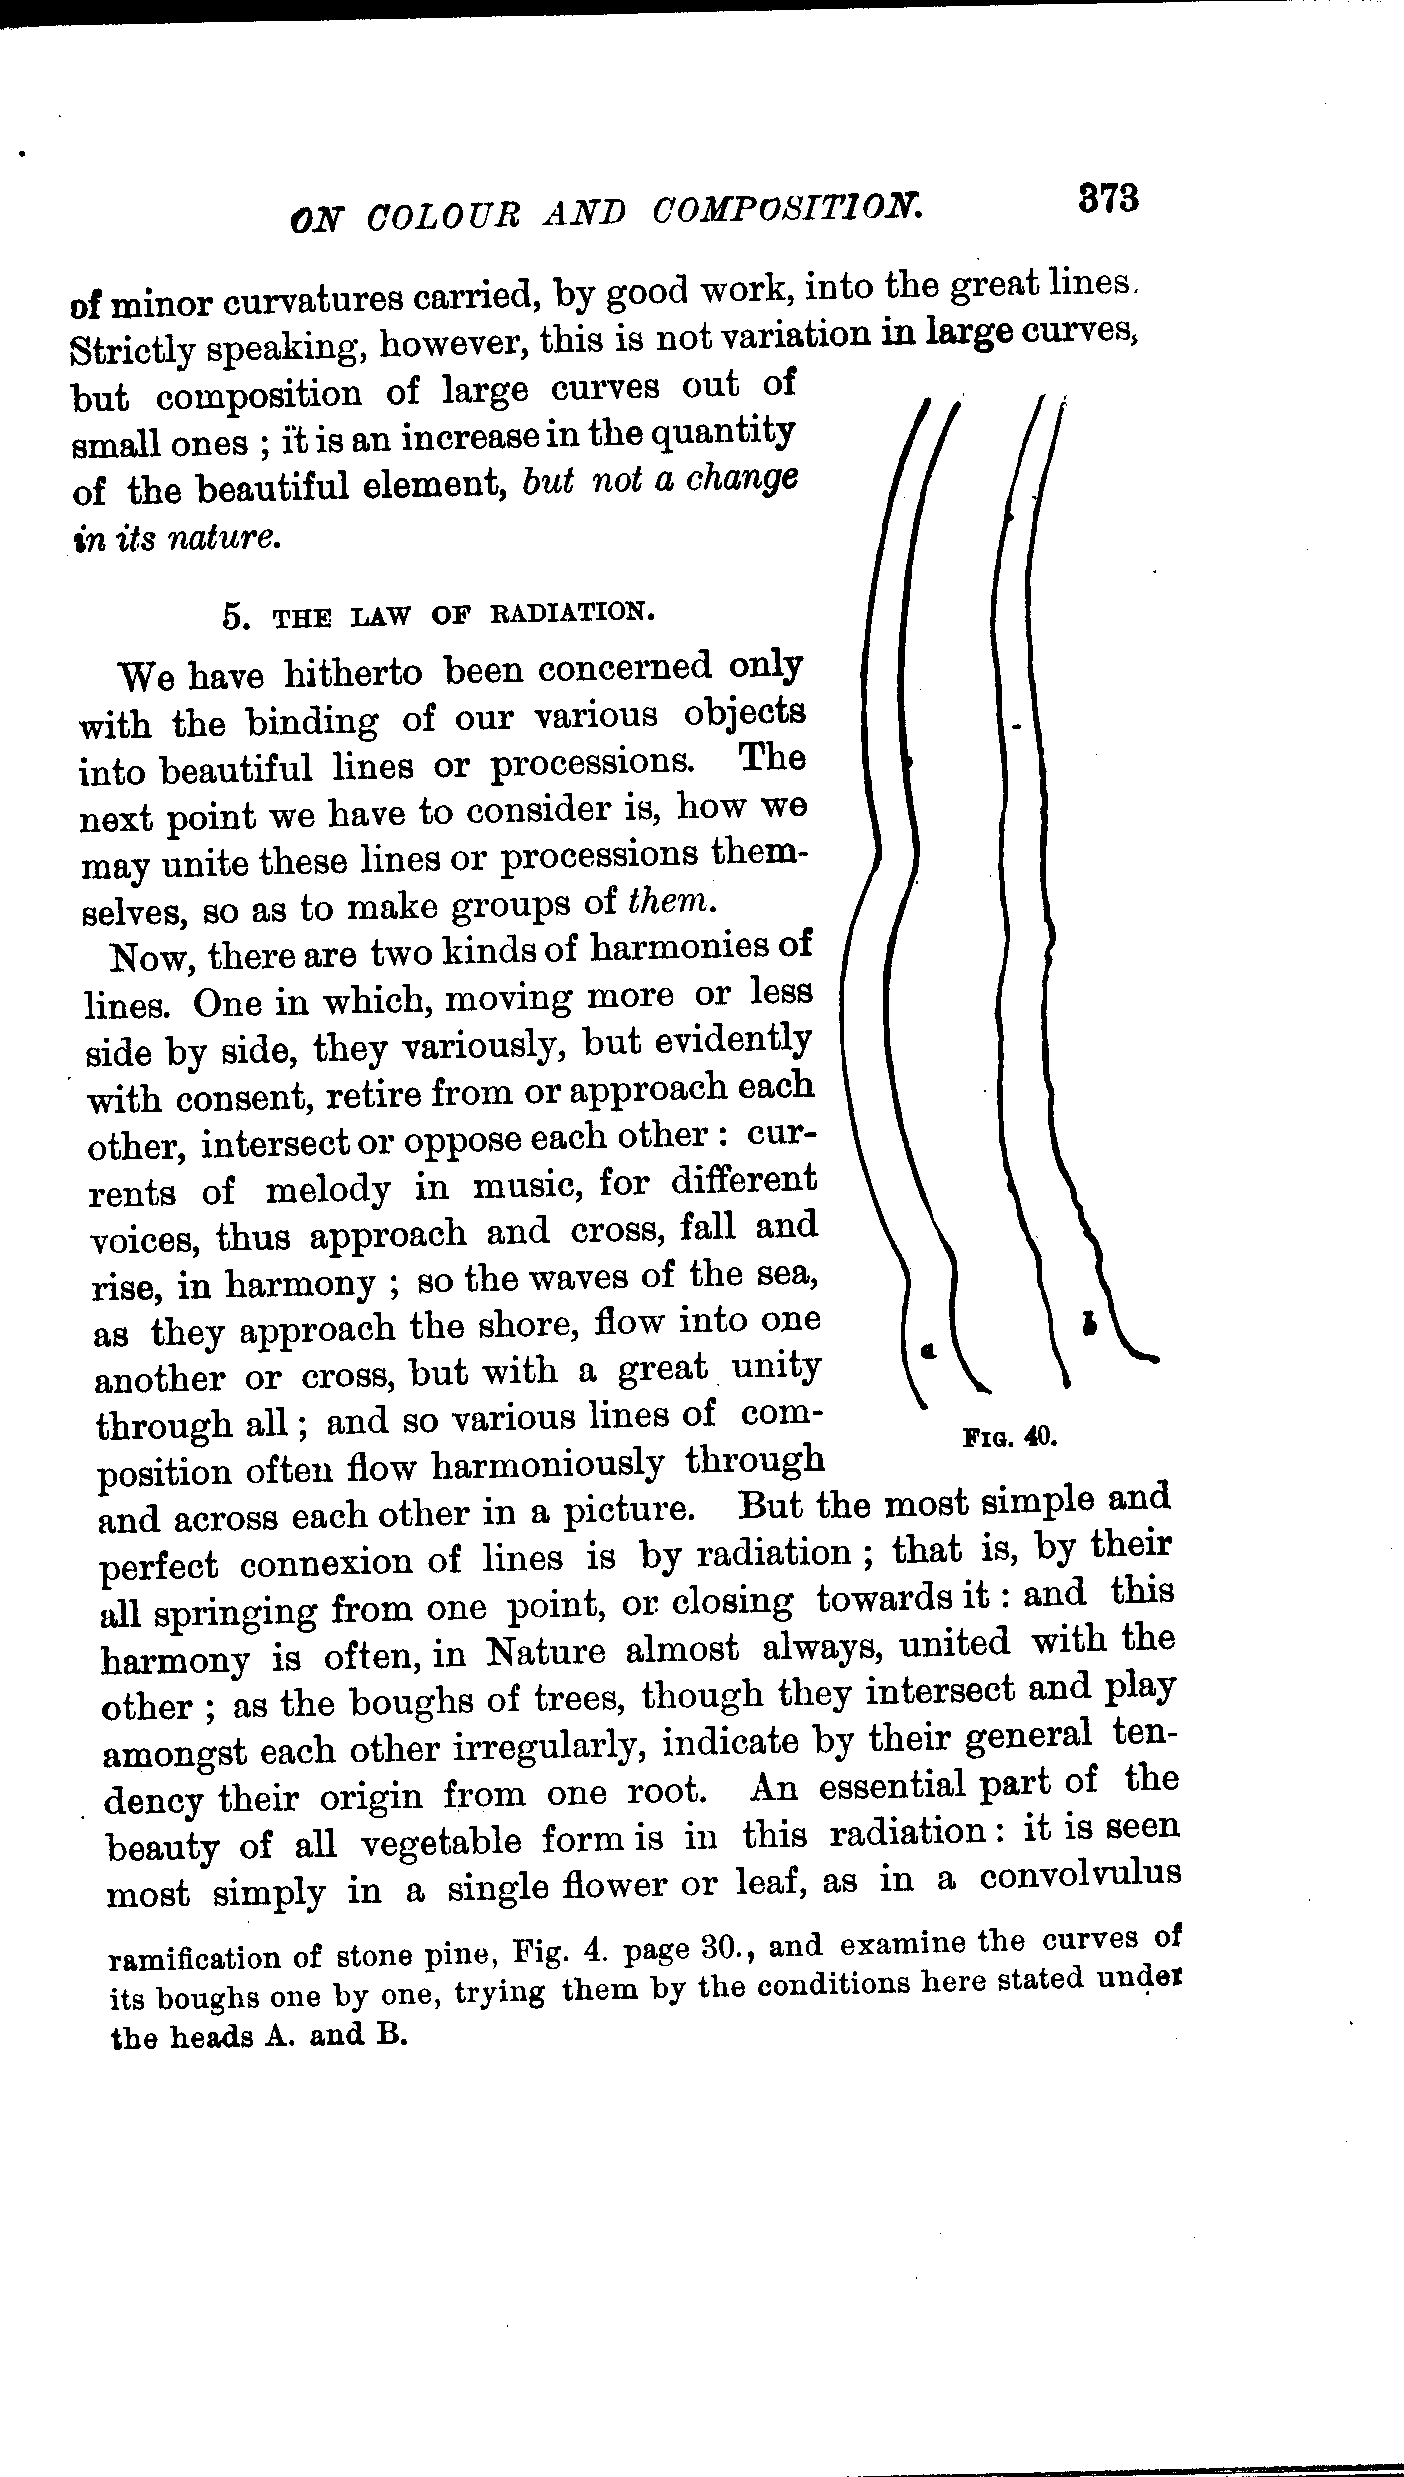 ON COLOUR AND COMPOSITION. 373
of minor curvatures carried, by good work, into the great lines.
Strictly speaking, however, this is not variation in large curves,
but composition of large curves out of
small ones ; it is an increase in the quantity
of the beautiful element, but not a change
in its nature.
5. THE LAW OF RADIATION.
We have hitherto been concerned only
with the binding of our various objects
into beautiful lines or processions. The
next point we have to consider is, how we
may unite these lines or processions them-
selves, so as to make groups of them.
Now, there are two kinds of harmonies of
lines. One in which, moving more or less
side by side, they variously, but evidently
with consent, retire from or approach each
other, intersect or oppose each other : cur-
rents of melody in music, for different
voices, thus approach and cross, fall and
rise, in harmony ; so the waves of the sea,
as they approach the shore, flow into one
another or cross, but with a great unity
through all ; and so various lines of com-
position often flow harmoniously through
and across each other in a picture. But the most simple and
perfect connexion of lines is by radiation ; that is, by their
all springing from one point, or closing towards it : and this
harmony is often, in Nature almost always, united with the
other ; as the boughs of trees, though they intersect and play
amongst each other irregularly, indicate by their general ten-
dency their origin from one root. An essential part of the
beauty of all vegetable form is in this radiation : it is seen
most simply in a single flower or leaf, as in a convolvulus
a
b
FIG. 40.
ramification of stone pine, Fig. 4. page 30., and examine the curves of
its boughs one by one, trying them by the conditions here stated under
the heads A. and B.